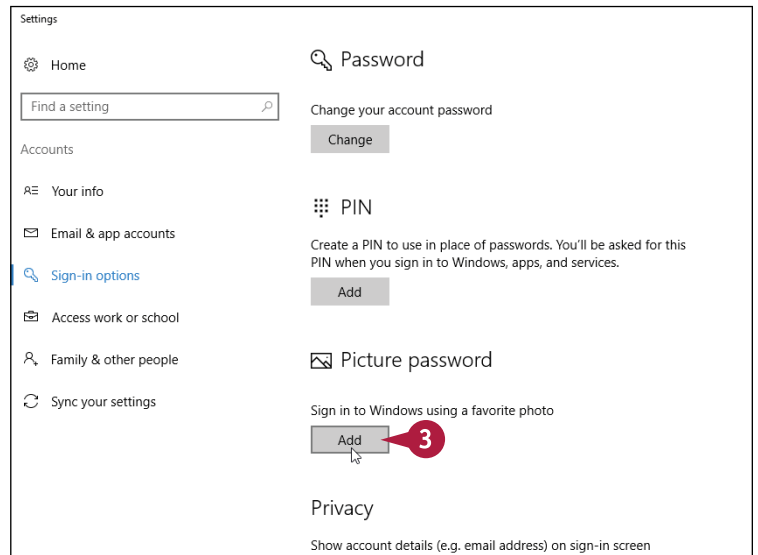 Settings
Home
Find a setting
Accounts
Your info
Email & app accounts
Sign-in options
Access work or school
Family & other people
Sync your settings
Password
Change your account password
Change
PIN
Create a PIN to use in place of passwords. You'll be asked for this
PIN when you sign in to Windows, apps, and services.
Add
Picture password
Sign in to Windows using a favorite photo
Add
3
Privacy
Show account details (e.g. email address) on sign-in screen